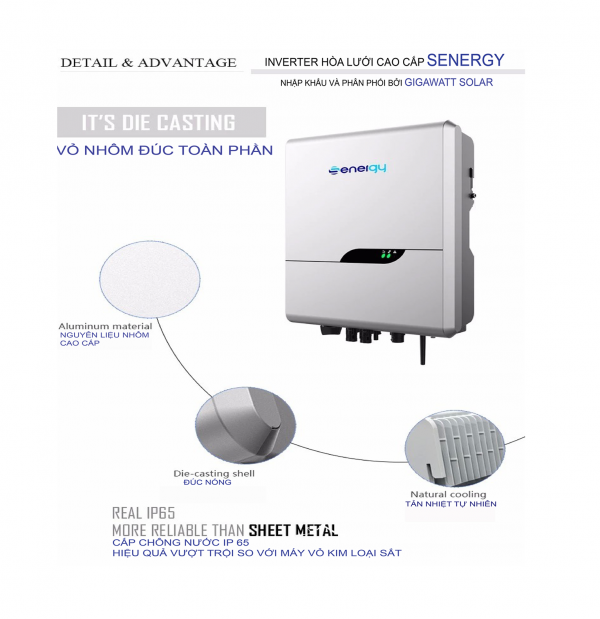 DETAIL & ADVANTAGE
INVERTER HÒA LƯỚI CAO CẤP SENERGY
NHẬP KHẨU VÀ PHÂN PHỐI BỞI GIGAWATT SOLAR
IT'S DIE CASTING
VỎ NHÔM ĐÚC TOÀN PHẦN
senergy
Aluminum material
NGUYÊN LIỆU NHÔM
CAO CẤP
Die-casting shell
ĐÚC NÓNG
Natural cooling
TẢN NHIỆT TỰ NHIÊN
REAL IP65
MORE RELIABLE THAN SHEET METAL
CẤP CHỐNG NƯỚC IP 65
HIỆU QUẢ VƯỢT TRỘI SO VỚI MÁY VỎ KIM LOẠI SẮT